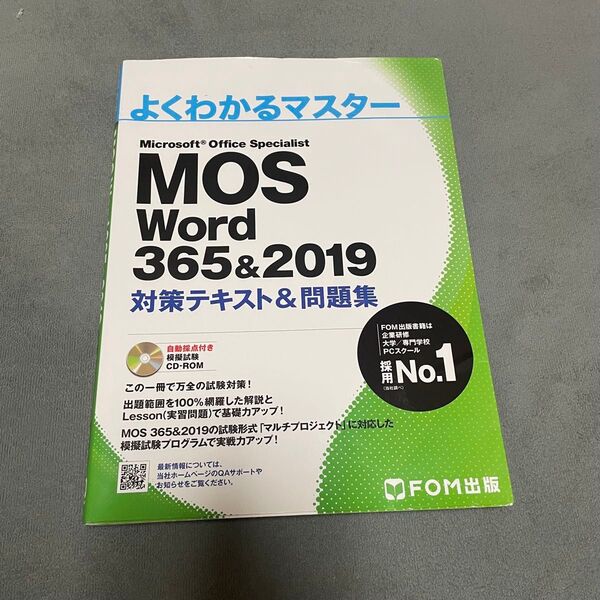 よくわかるマスター
Microsoft® Office Specialist
MOS
Word
365&2019
対策テキスト&問題集
FOM出版書籍は
企業研修
大学/専門学校
PCスクール
採用 No.1
(当社調べ)
自動採点付き
模擬試験
CD-ROM
この一冊で万全の試験対策!
出題範囲を100%網羅した解説と
Lesson(実習問題)で基礎力アップ!
MOS 365&2019の試験形式「マルチプロジェクト」に対応した
模擬試験プログラムで実戦力アップ!
最新情報については、
当社ホームページのQAサポートや
お知らせをご覧ください。
FOM出版